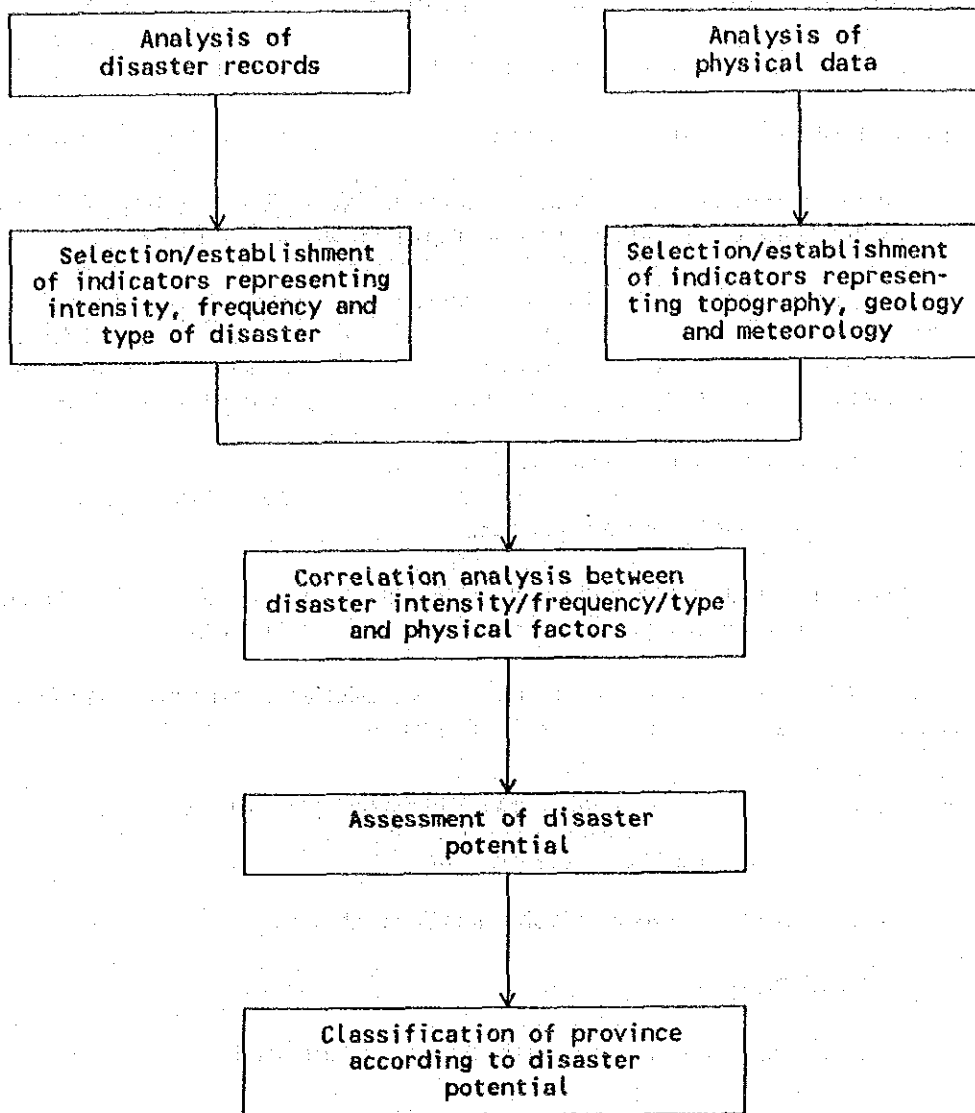 Analysis of
disaster records
Analysis of
physical data
Selection/establishment
of indicators representing
intensity, frequency and
type of disaster
Selection/establishment
of indicators represen-
ting topography, geology
and meteorology
Correlation analysis between
disaster intensity/frequency/type
and physical factors
Assessment of disaster
potential
Classification of province
according to disaster
potential